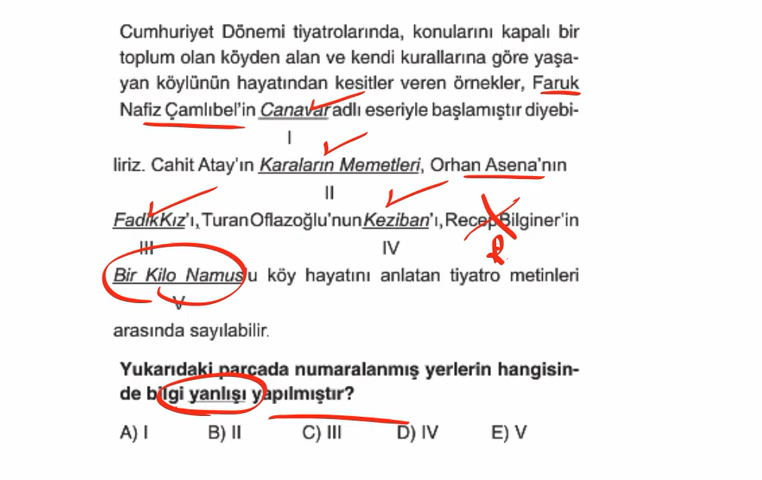 Cumhuriyet Dönemi tiyatrolarında, konularını kapalı bir
toplum olan köyden alan ve kendi kurallarına göre yaşa-
yan köylünün hayatından kesitler veren örnekler, Faruk
Nafiz Çamlıbel'in Canavar adlı eseriyle başlamıştır diyebi-
I
liriz. Cahit Atay'ın Karaların Memetleri, Orhan Asena'nın
II
Fadik Kız'ı, Turan Oflazoğlu'nun Keziban'ı, Recep Bilginer'in
III IV
Bir Kilo Namus'u köy hayatını anlatan tiyatro metinleri
V
arasında sayılabilir.
Yukarıdaki parçada numaralanmış yerlerin hangisin-
de bilgi yanlışı yapılmıştır?
A) I B) II C) III D) IV E) V